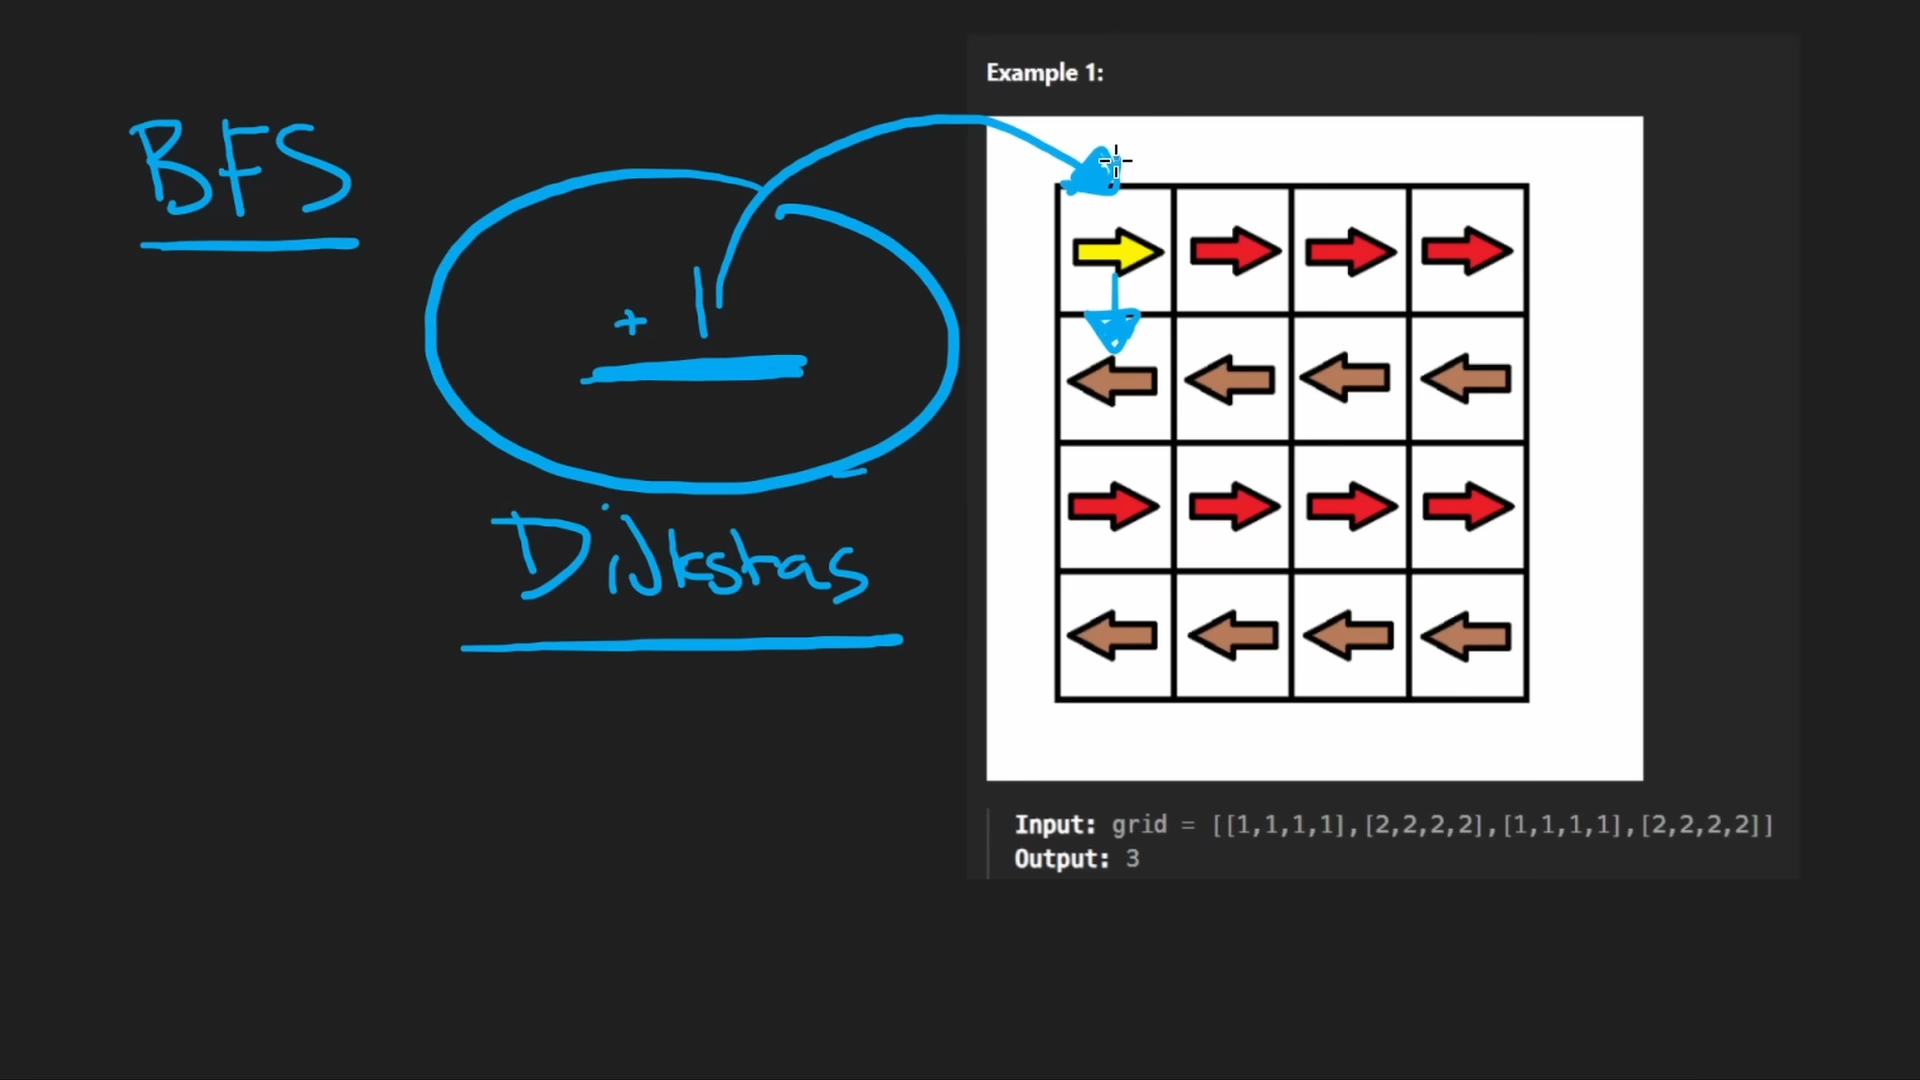 BFS
+ 1
Dijkstras
Example 1:
Input: grid = [[1,1,1,1],[2,2,2,2],[1,1,1,1],[2,2,2,2]]
Output: 3